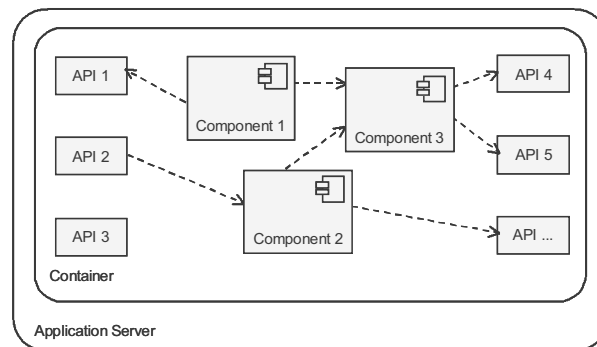 API 1
API 4
Component 1
Component 3
API 2
API 5
API 3
Component 2
API ...
Container
Application Server